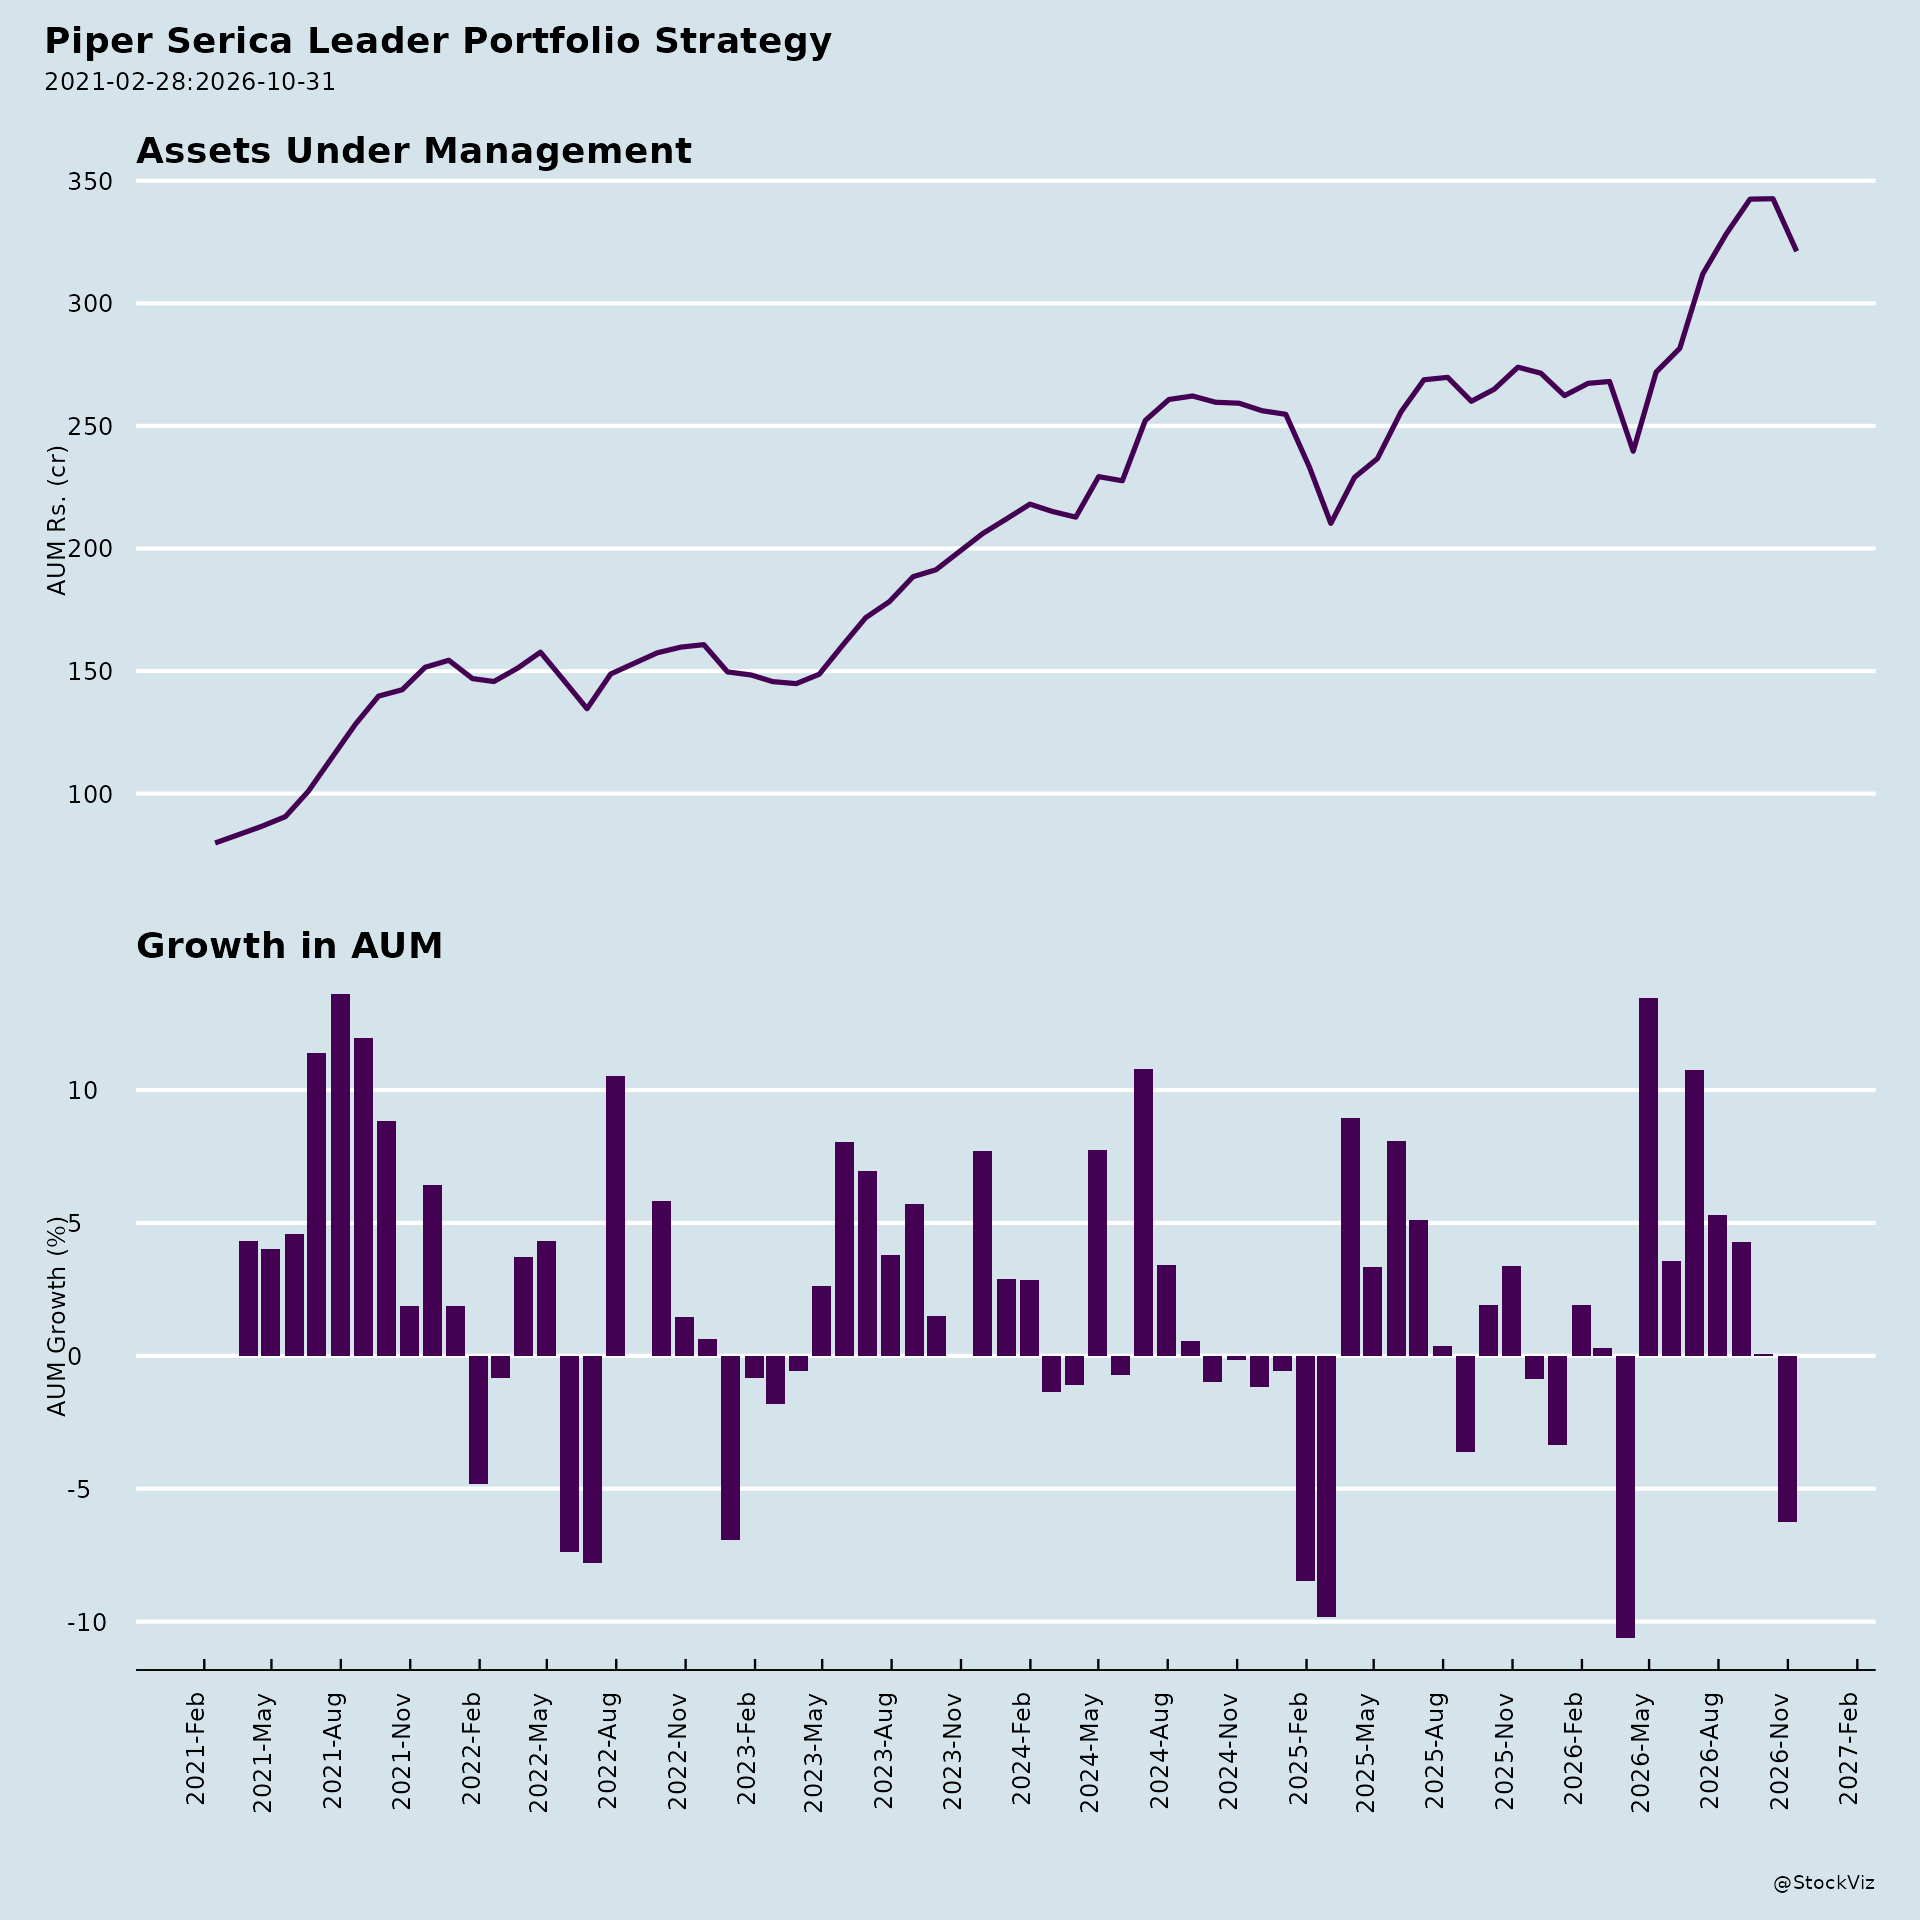 Piper Serica Leader Portfolio Strategy
2021-02-28:2026-10-31
Assets Under Management
350
300
250
200
150
100
AUM Rs. (cr)
Growth in AUM
10
5
0
-5
-10
AUM Growth (%)
2021-Feb
2021-May
2021-Aug
2021-Nov
2022-Feb
2022-May
2022-Aug
2022-Nov
2023-Feb
2023-May
2023-Aug
2023-Nov
2024-Feb
2024-May
2024-Aug
2024-Nov
2025-Feb
2025-May
2025-Aug
2025-Nov
2026-Feb
2026-May
2026-Aug
2026-Nov
2027-Feb
@StockViz